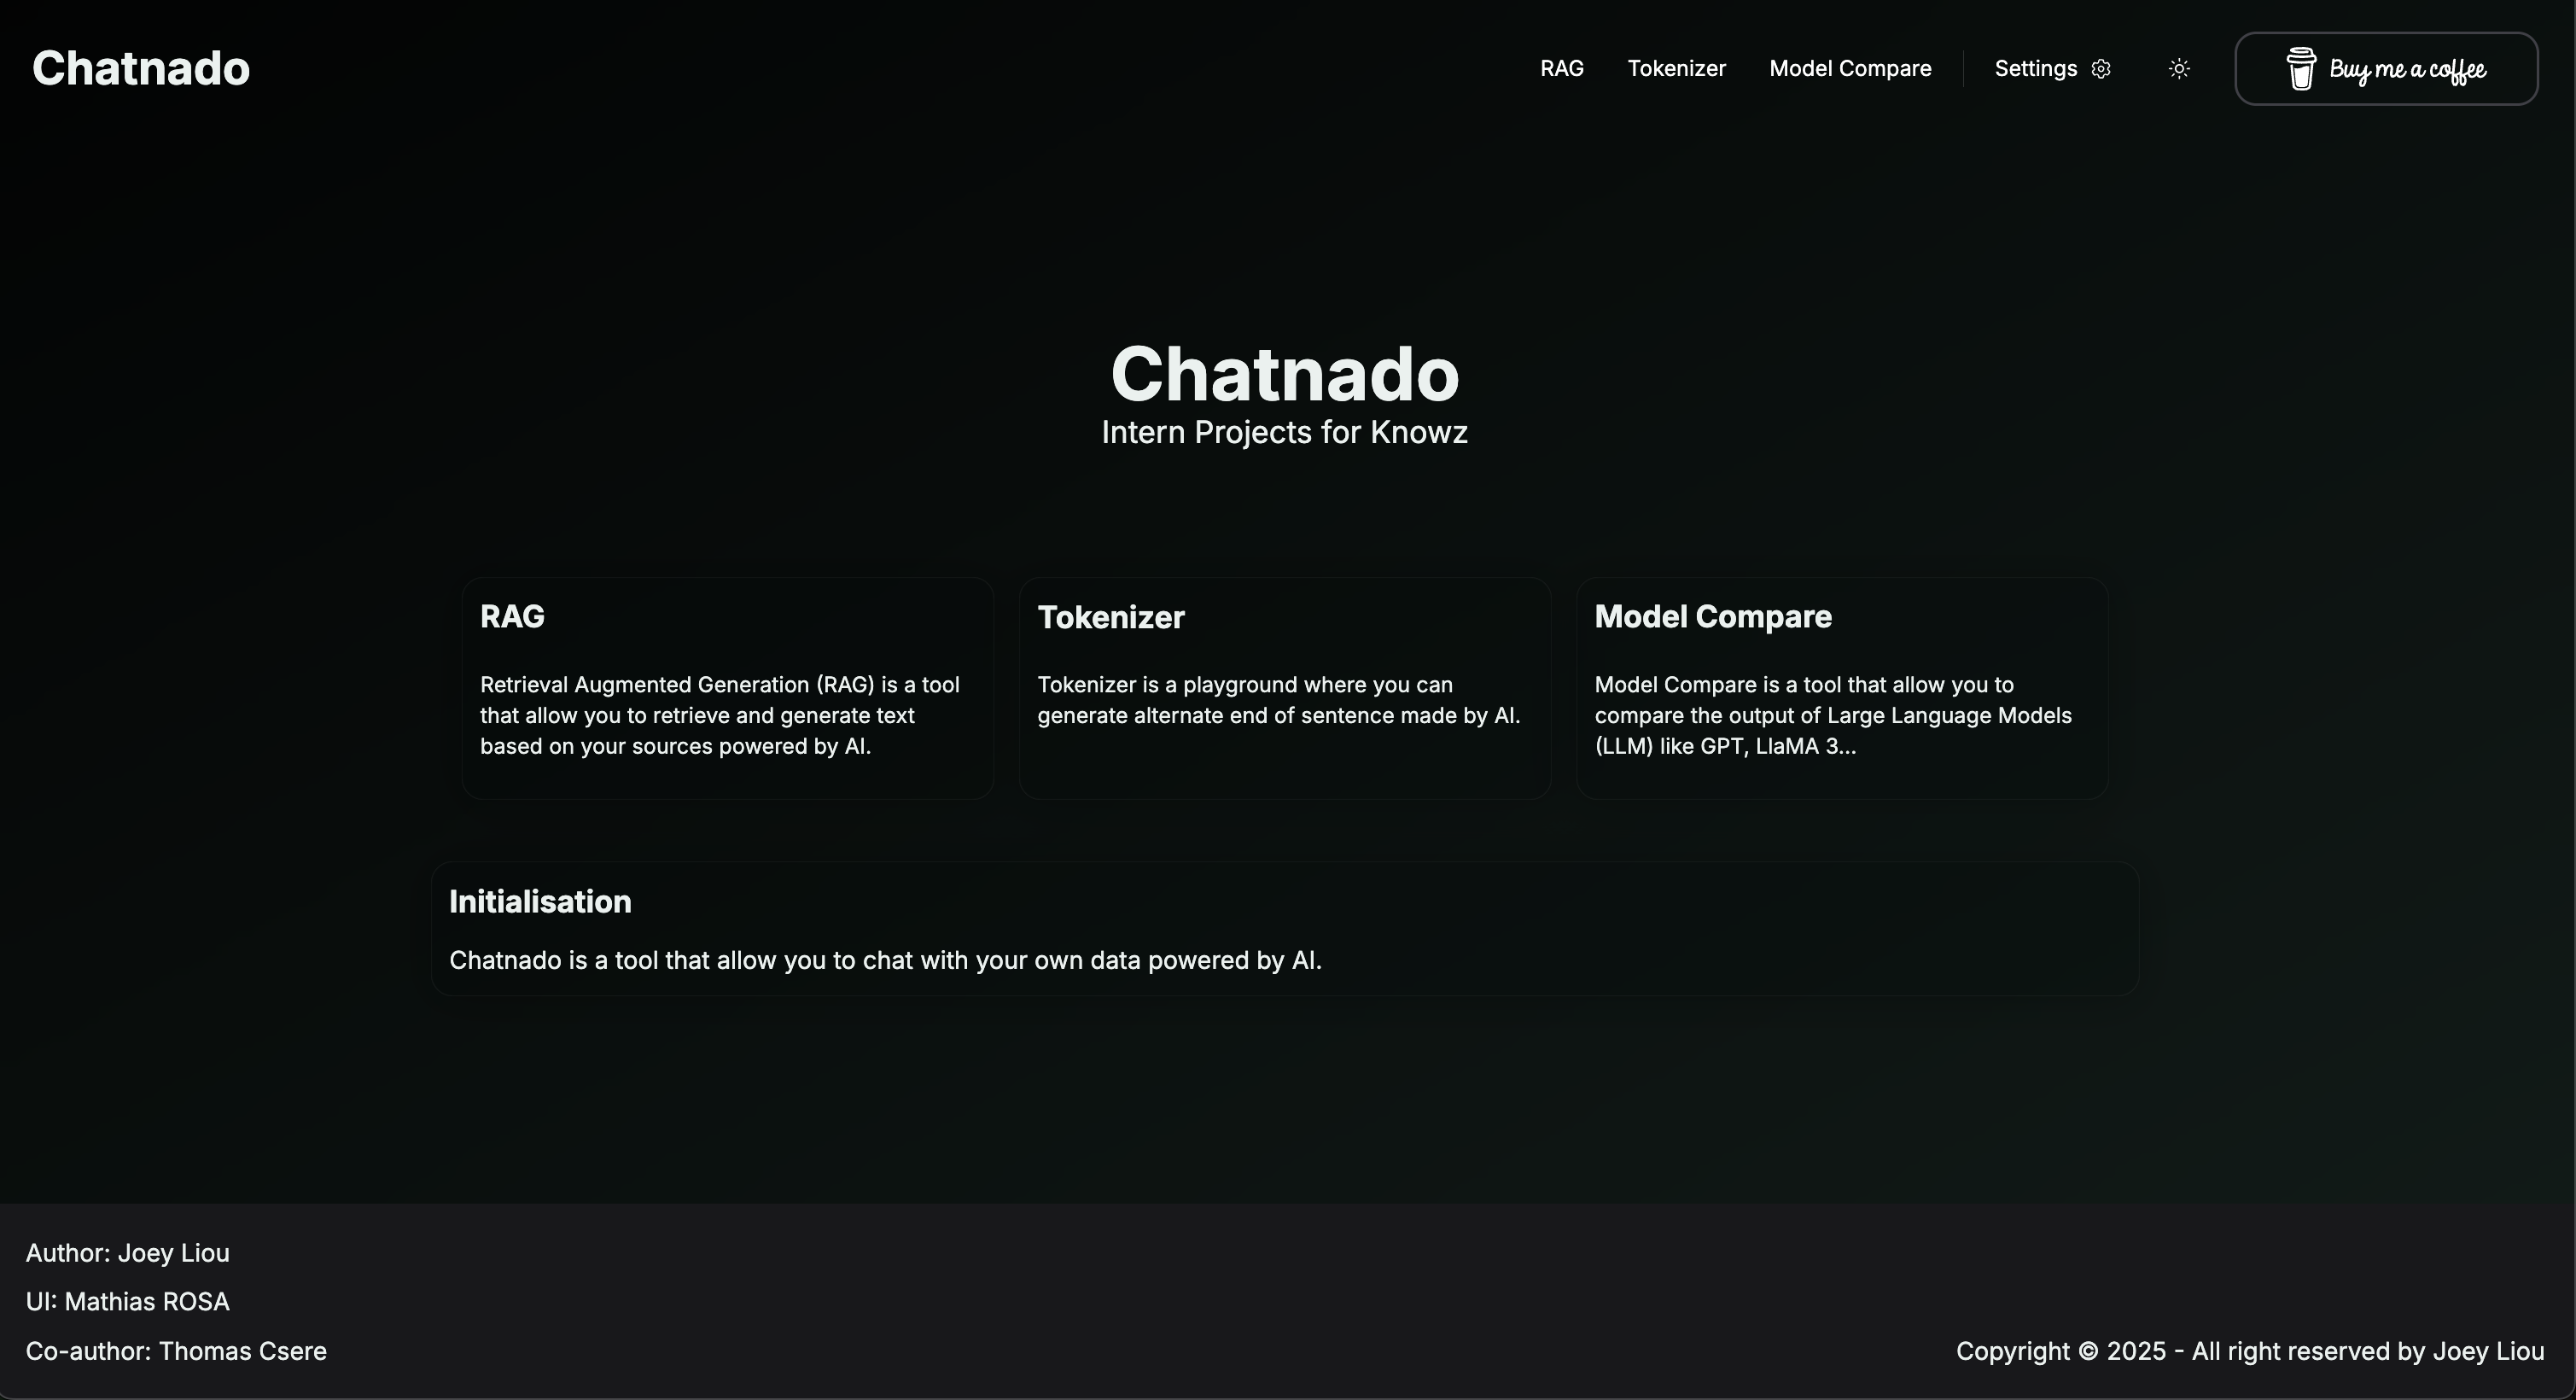 Chatnado
RAG
Tokenizer
Model Compare
Settings
Buy me a coffee
Chatnado
Intern Projects for Knowz
RAG
Retrieval Augmented Generation (RAG) is a tool
that allow you to retrieve and generate text
based on your sources powered by AI.
Tokenizer
Tokenizer is a playground where you can
generate alternate end of sentence made by AI.
Model Compare
Model Compare is a tool that allow you to
compare the output of Large Language Models
(LLM) like GPT, LlaMA 3...
Initialisation
Chatnado is a tool that allow you to chat with your own data powered by AI.
Author: Joey Liou
UI: Mathias ROSA
Co-author: Thomas Csere
Copyright © 2025 - All right reserved by Joey Liou